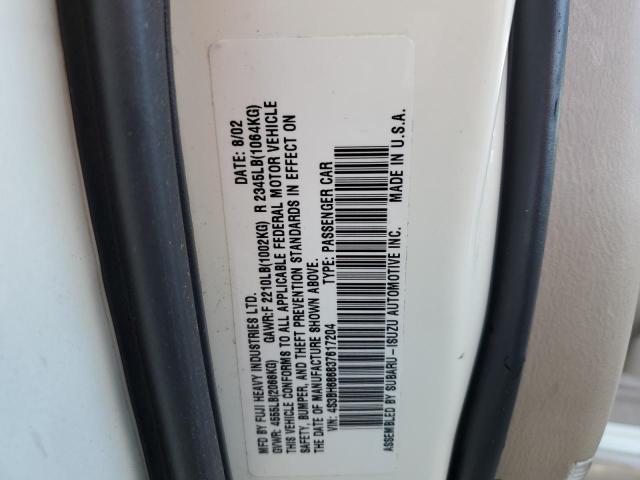 MFD BY FUJI HEAVY INDUSTRIES LTD. DATE: 8/02
GVWR: 4555LB(2066KG) GAWR:F 2210LB(1002KG) R 2345LB(1064KG)
THIS VEHICLE CONFORMS TO ALL APPLICABLE FEDERAL MOTOR VEHICLE
SAFETY, BUMPER, AND THEFT PREVENTION STANDARDS IN EFFECT ON
DATE OF MANUFACTURE SHOWN ABOVE.
VIN: 4S3BH686837617204 TYPE: PASSENGER CAR
ASSEMBLED BY SUBARU-ISUZU AUTOMOTIVE INC. MADE IN U.S.A.